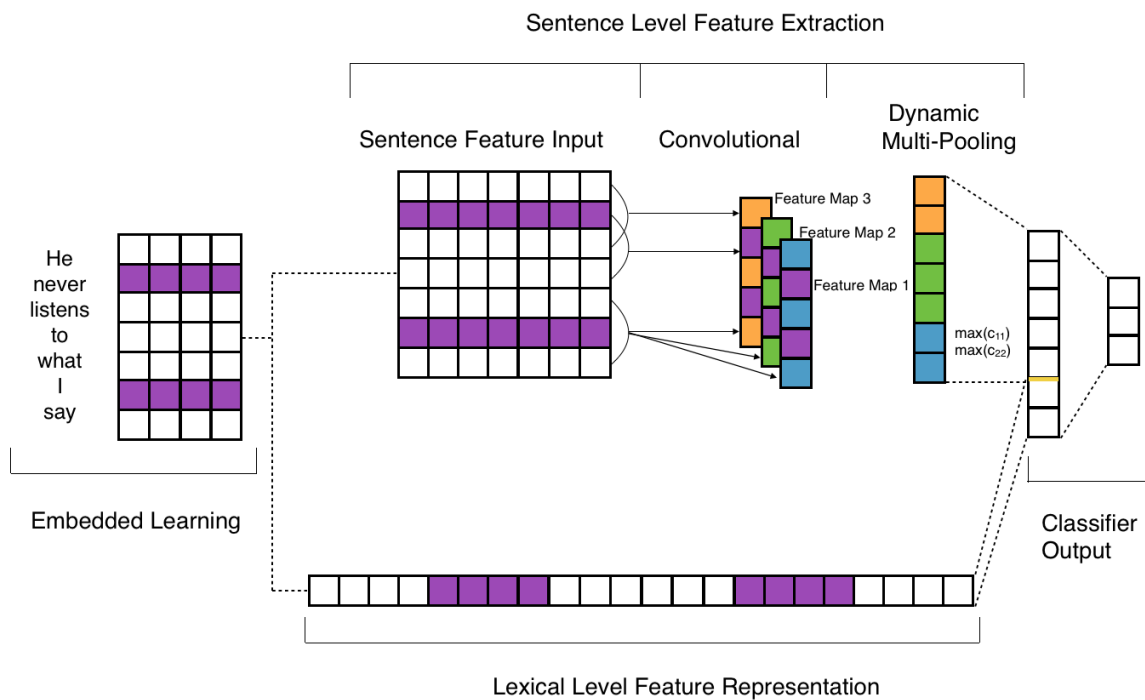 Sentence Level Feature Extraction
Sentence Feature Input
Convolutional
Dynamic
Multi-Pooling
He
never
listens
to
what
I
say
Feature Map 3
Feature Map 2
Feature Map 1
max(c₁₁)
max(c₂₂)
Embedded Learning
Classifier
Output
Lexical Level Feature Representation